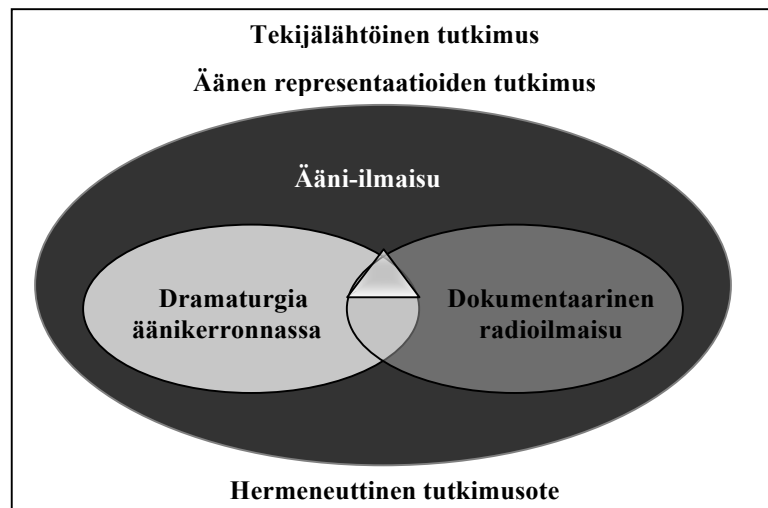 Tekijälähtöinen tutkimus
Äänen representaatioiden tutkimus
Ääni-ilmaisu
Dramaturgia
äänikerronnassa
Dokumentaarinen
radioilmaisu
Hermeneuttinen tutkimusote